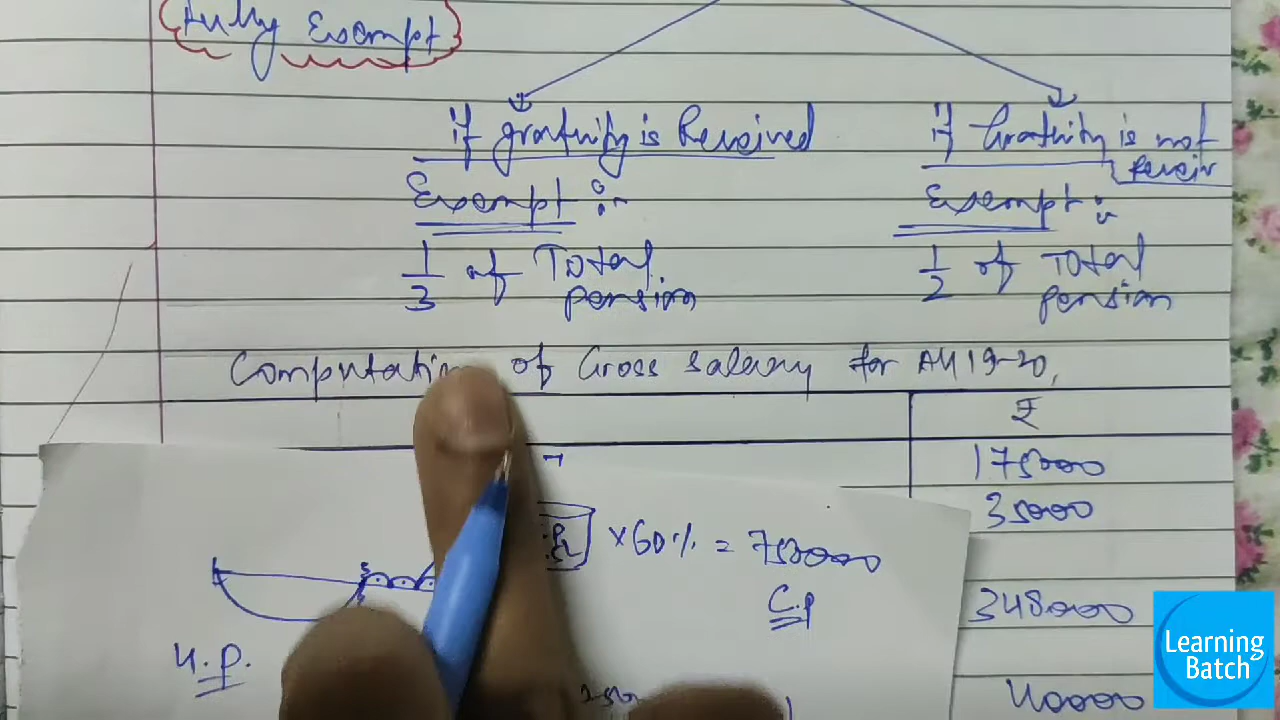 Fully Exempt
if gratuity is Received
if Gratuity is not
Receiv
Exempt :-
Exempt :-
1/3 of Total
pension
1/2 of Total
pension
Computation of Gross Salary for AY 19-20,
₹
175000
35000
× 60% = 750000
C.P
348000
U.P.
40000
Learning
Batch